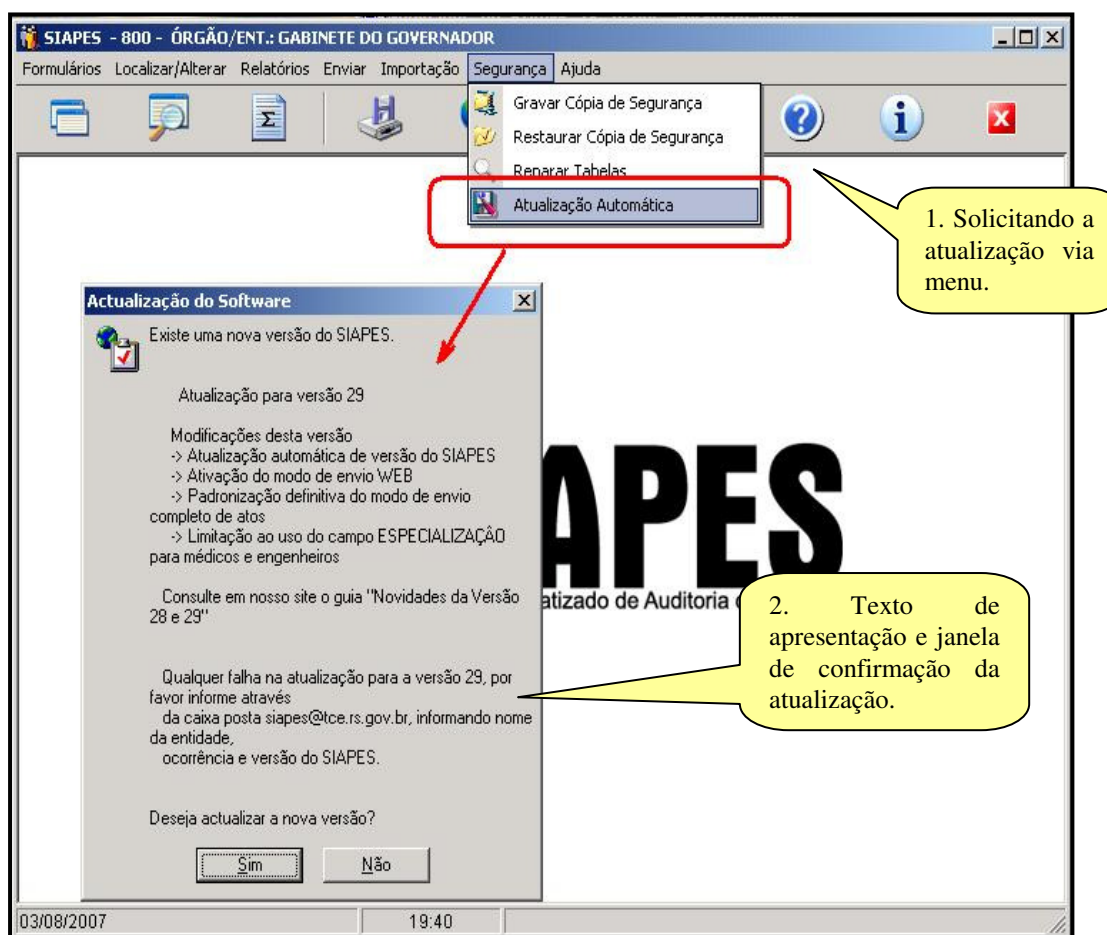 SIAPES - 800 - ÓRGÃO/ENT.: GABINETE DO GOVERNADOR
Formulários Localizar/Alterar Relatórios Enviar Importação Segurança Ajuda
Gravar Cópia de Segurança
Restaurar Cópia de Segurança
Reparar Tabelas
Atualização Automática
1. Solicitando a
atualização via
menu.
Actualização do Software
Existe uma nova versão do SIAPES.
Atualização para versão 29
Modificações desta versão
-> Atualização automática de versão do SIAPES
-> Ativação do modo de envio WEB
-> Padronização definitiva do modo de envio
completo de atos
-> Limitação ao uso do campo ESPECIALIZAÇÂO
para médicos e engenheiros
Consulte em nosso site o guia "Novidades da Versão
28 e 29"
Qualquer falha na atualização para a versão 29, por
favor informe através
da caixa posta siapes@tce.rs.gov.br, informando nome
da entidade,
ocorrência e versão do SIAPES.
Deseja actualizar a nova versão?
Sim Não
APES
atizado de Auditoria
2. Texto de
apresentação e janela
de confirmação da
atualização.
03/08/2007 19:40